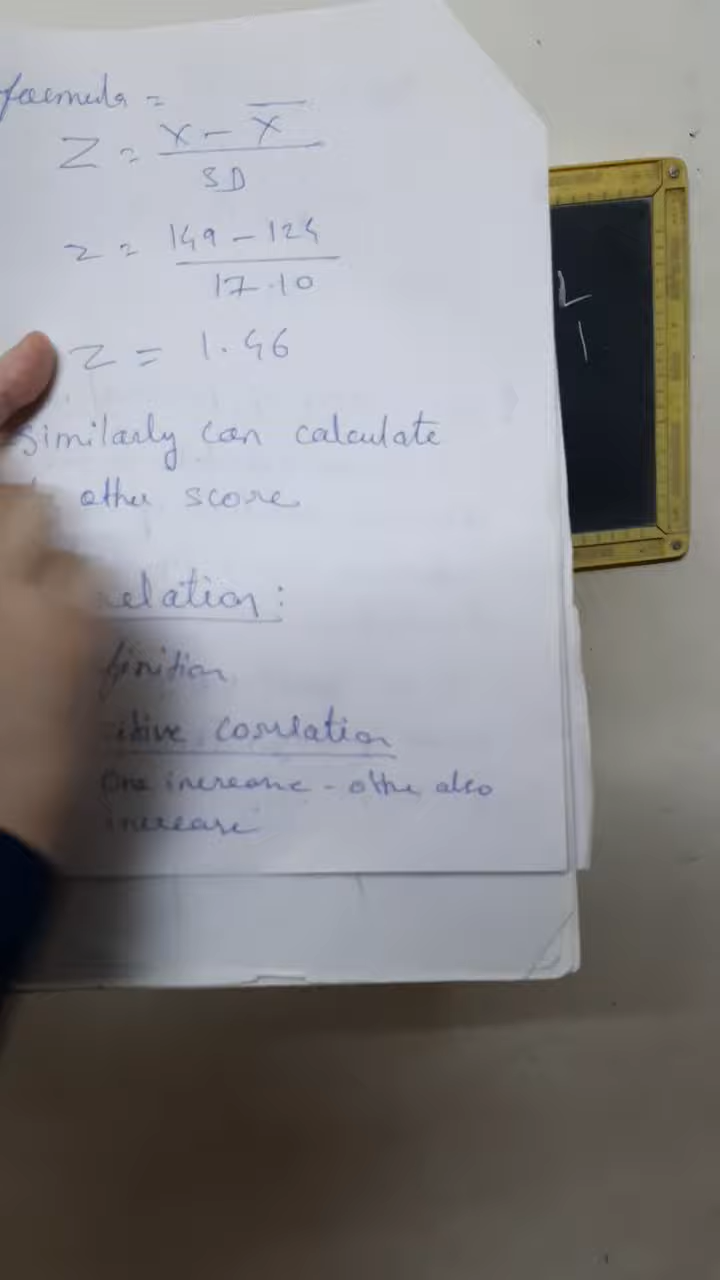 formula =
Z = X - X̅
SD
z = 149 - 124
17.10
z = 1.46
similarly can calculate
other score
relation:
finition
itive correlation
one increase - other also
increase